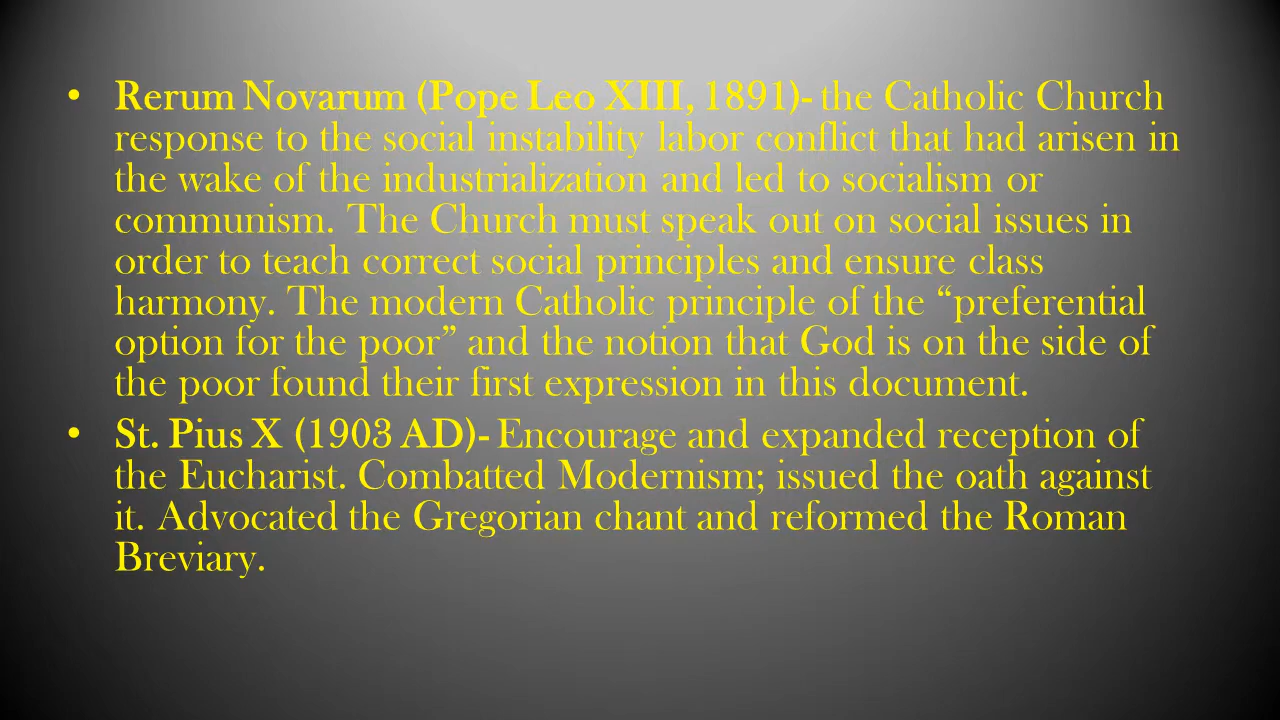 • Rerum Novarum (Pope Leo XIII, 1891)- the Catholic Church
response to the social instability labor conflict that had arisen in
the wake of the industrialization and led to socialism or
communism. The Church must speak out on social issues in
order to teach correct social principles and ensure class
harmony. The modern Catholic principle of the “preferential
option for the poor” and the notion that God is on the side of
the poor found their first expression in this document.
• St. Pius X (1903 AD)- Encourage and expanded reception of
the Eucharist. Combatted Modernism; issued the oath against
it. Advocated the Gregorian chant and reformed the Roman
Breviary.